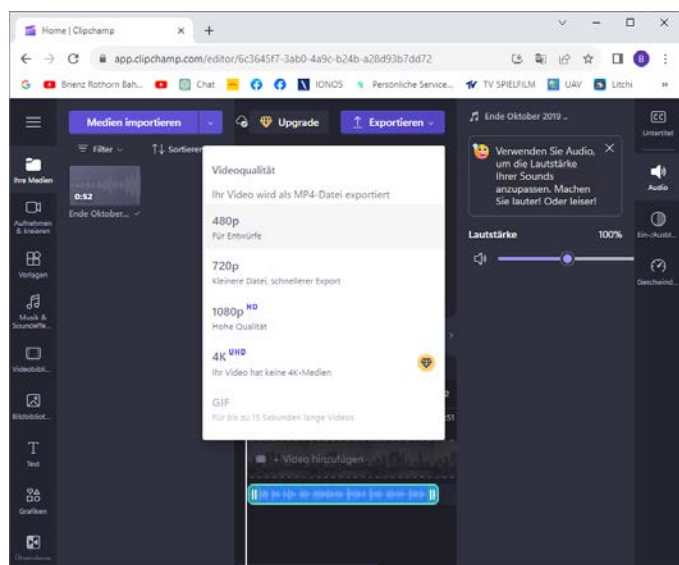 Home | Clipchamp
app.clipchamp.com/editor/6c3645f7-3ab0-4a9c-b24b-a28d93b7dd72
Brienz Rothorn Bah...
Chat
IONOS
Persönliche Service...
TV SPIELFILM
UAV
Litchi
Medien importieren
Upgrade
Exportieren
Ende Oktober 2019 ..
Untertitel
Filter
Sortieren
Ihre Medien
0:52
Ende Oktober...
Aufnehmen
& kreieren
Vorlagen
Musik &
Soundeffe...
Videobibl...
Bildbibliot...
Text
Grafiken
Videoqualität
Ihr Video wird als MP4-Datei exportiert
480p
Für Entwürfe
720p
Kleinere Datei, schnellerer Export
1080p HD
Hohe Qualität
4K UHD
Ihr Video hat keine 4K-Medien
GIF
Für bis zu 15 Sekunden lange Videos
+ Video hinzufügen
Verwenden Sie Audio,
um die Lautstärke
Ihrer Sounds
anzupassen. Machen
Sie lauter! Oder leiser!
Lautstärke 100%
Audio
Ein-/Ausbl...
Geschwind...